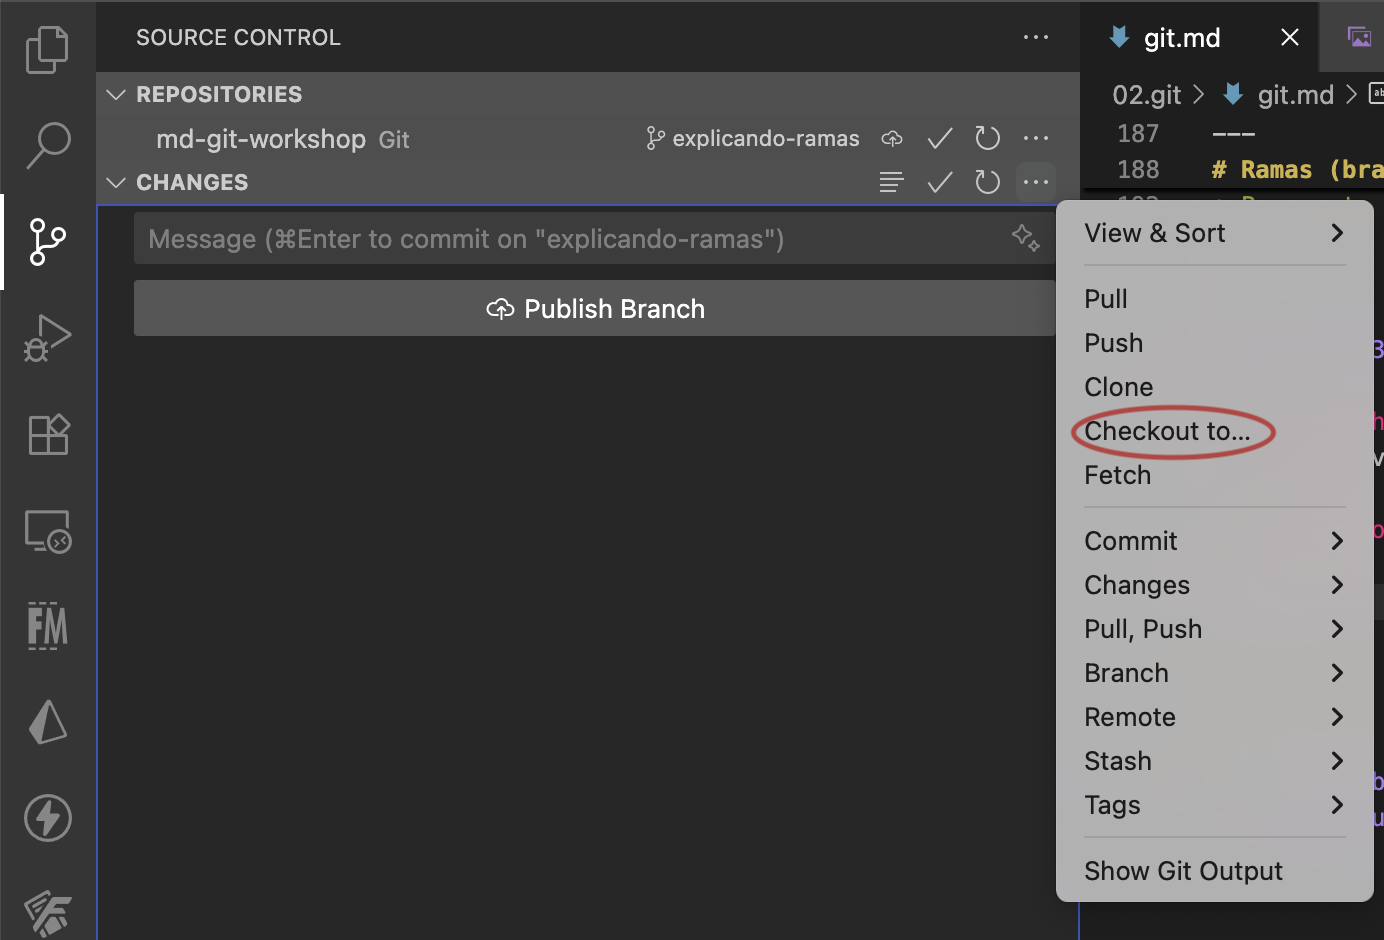 SOURCE CONTROL
REPOSITORIES
md-git-workshop Git explicando-ramas
CHANGES
Message (⌘Enter to commit on "explicando-ramas")
Publish Branch
FM
git.md
02.git > git.md >
187 ---
188 # Ramas (bra
View & Sort
Pull
Push
Clone
Checkout to...
Fetch
Commit
Changes
Pull, Push
Branch
Remote
Stash
Tags
Show Git Output